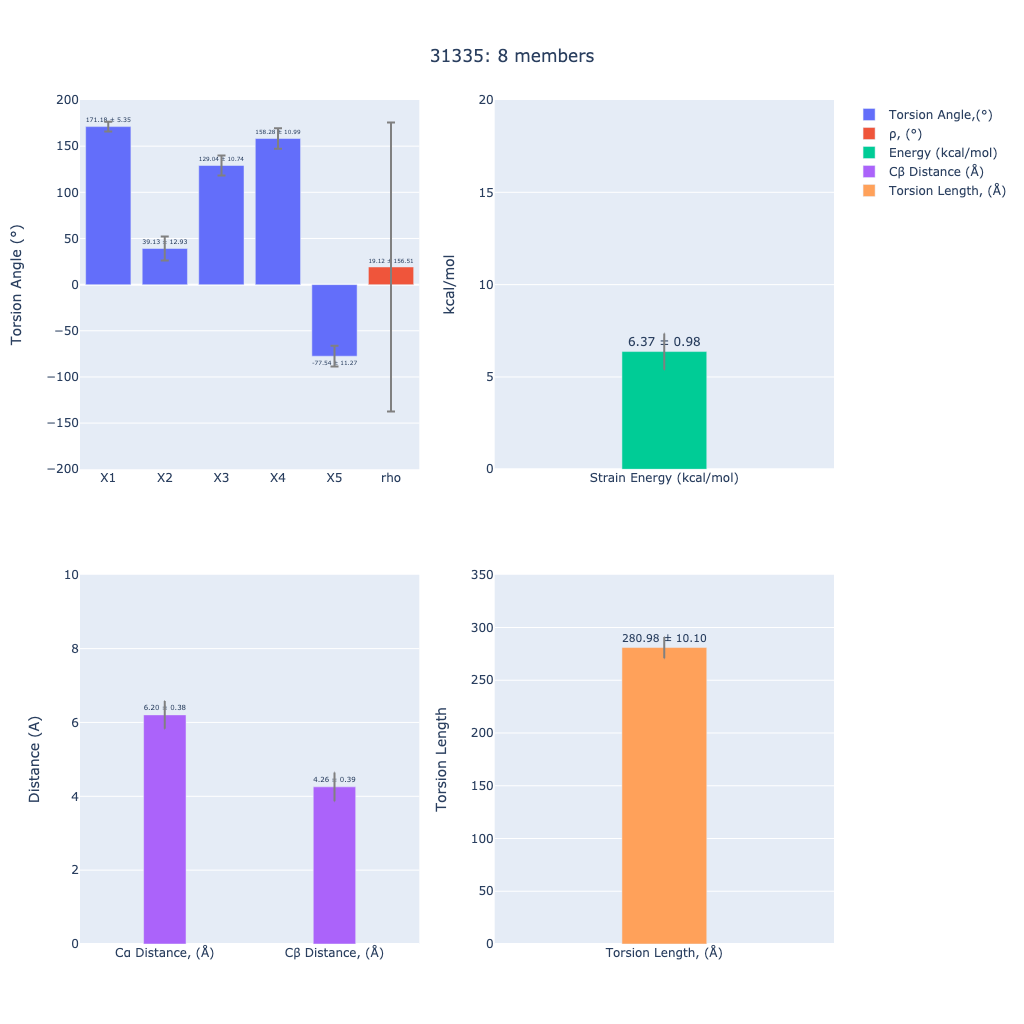 31335: 8 members
Torsion Angle (°)
200
150
100
50
0
−50
−100
−150
−200
171.18 ± 5.35
39.13 ± 12.93
129.04 ± 10.74
158.28 ± 10.99
-77.54 ± 11.27
19.12 ± 156.51
X1 X2 X3 X4 X5 rho
kcal/mol
20
15
10
5
0
6.37 ± 0.98
Strain Energy (kcal/mol)
Torsion Angle,(°)
ρ, (°)
Energy (kcal/mol)
Cβ Distance (Å)
Torsion Length, (Å)
Distance (A)
10
8
6
4
2
0
6.20 ± 0.38
4.26 ± 0.39
Cα Distance, (Å) Cβ Distance, (Å)
Torsion Length
350
300
250
200
150
100
50
0
280.98 ± 10.10
Torsion Length, (Å)